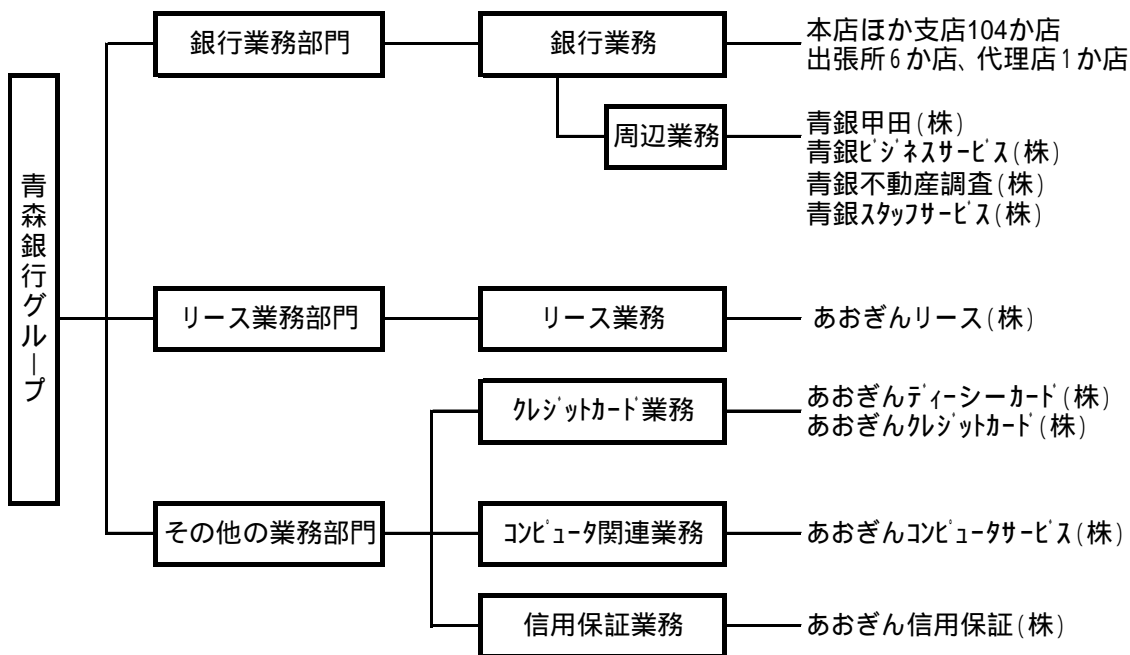 青森銀行グループ
銀行業務部門
銀行業務
本店ほか支店104か店
出張所6か店、代理店1か店
周辺業務
青銀甲田(株)
青銀ﾋﾞｼﾞﾈｽｻｰﾋﾞｽ(株)
青銀不動産調査(株)
青銀ｽﾀｯﾌｻｰﾋﾞｽ(株)
リース業務部門
リース業務
あおぎんリース(株)
その他の業務部門
ｸﾚｼﾞｯﾄｶｰﾄﾞ業務
あおぎんﾃﾞｨｰシーｶｰﾄﾞ(株)
あおぎんｸﾚｼﾞｯﾄｶｰﾄﾞ(株)
ｺﾝﾋﾟｭｰﾀ関連業務
あおぎんｺﾝﾋﾟｭｰﾀｻｰﾋﾞｽ(株)
信用保証業務
あおぎん信用保証(株)